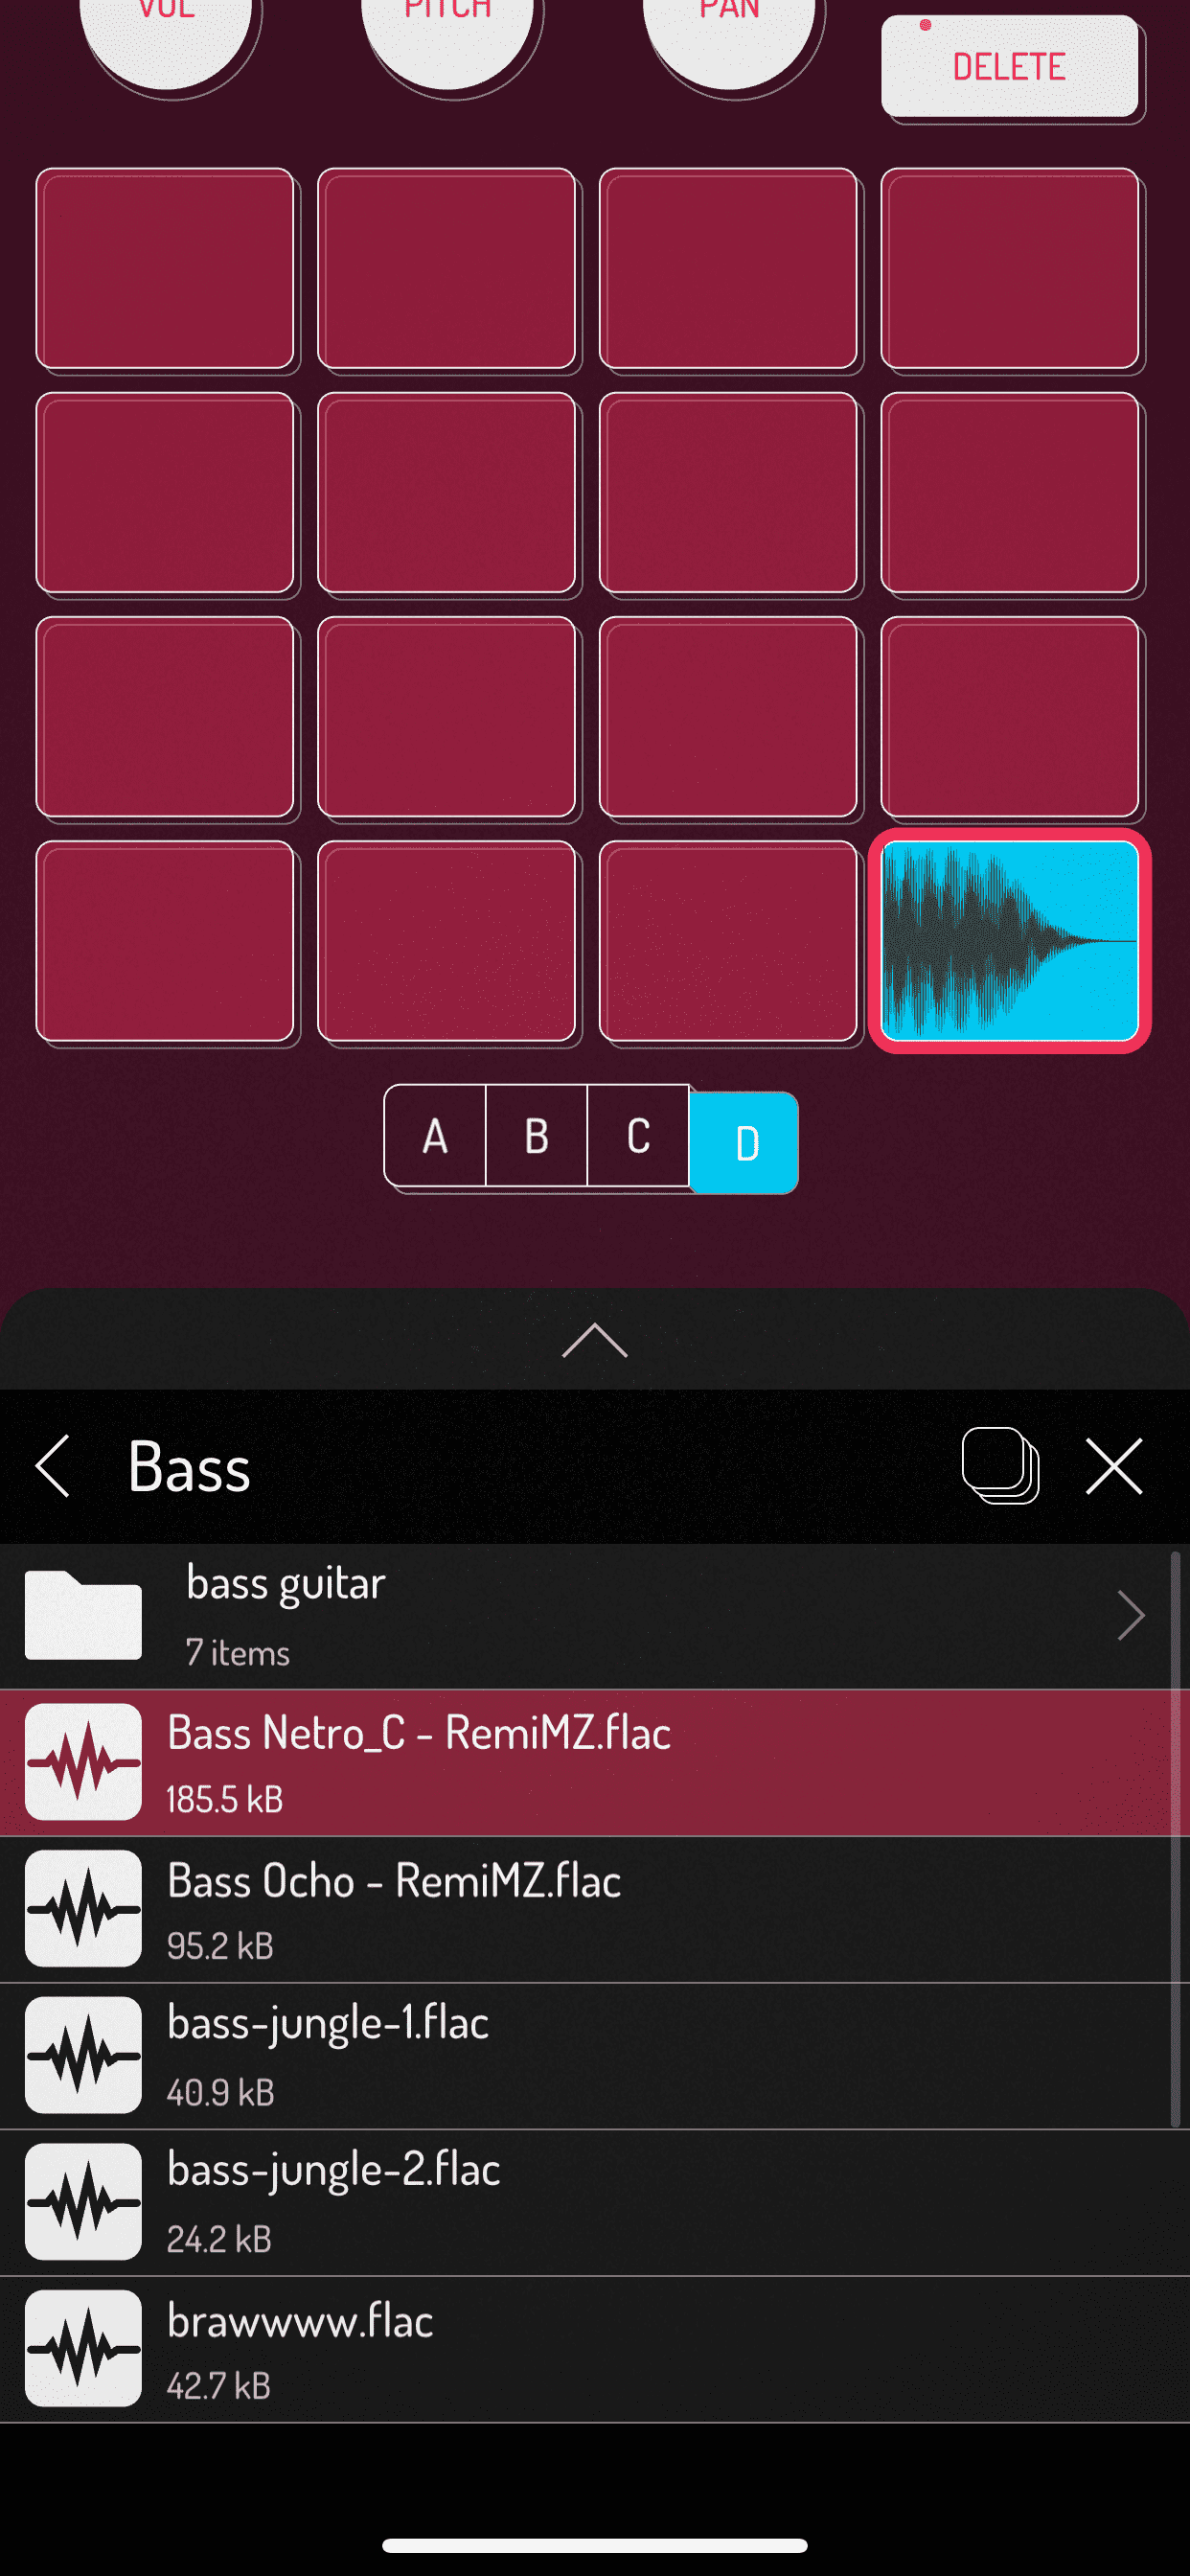 VOL
PITCH
PAN
DELETE
A
B
C
D
Bass
bass guitar
7 items
Bass Netro_C - RemiMZ.flac
185.5 kB
Bass Ocho - RemiMZ.flac
95.2 kB
bass-jungle-1.flac
40.9 kB
bass-jungle-2.flac
24.2 kB
brawwww.flac
42.7 kB